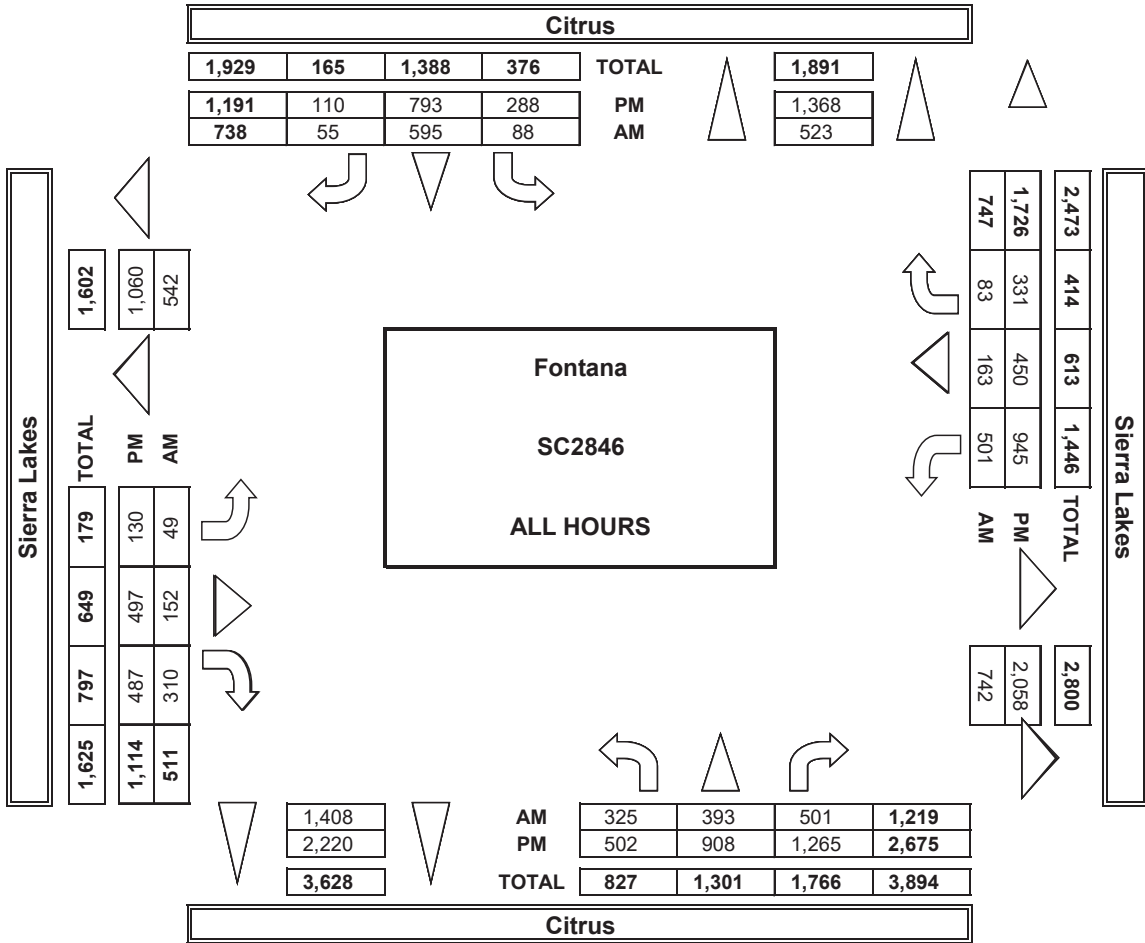 Citrus
1,929 165 1,388 376 TOTAL 1,891
1,191 110 793 288 PM 1,368
738 55 595 88 AM 523
Sierra Lakes
1,602
1,060
542
TOTAL 179 649 797 1,625
PM 130 497 487 1,114
AM 49 152 310 511
Fontana
SC2846
ALL HOURS
2,473 414 613 1,446 TOTAL
1,726 331 450 945 PM
747 83 163 501 AM
2,800
2,058
742
Sierra Lakes
1,408 AM 325 393 501 1,219
2,220 PM 502 908 1,265 2,675
3,628 TOTAL 827 1,301 1,766 3,894
Citrus